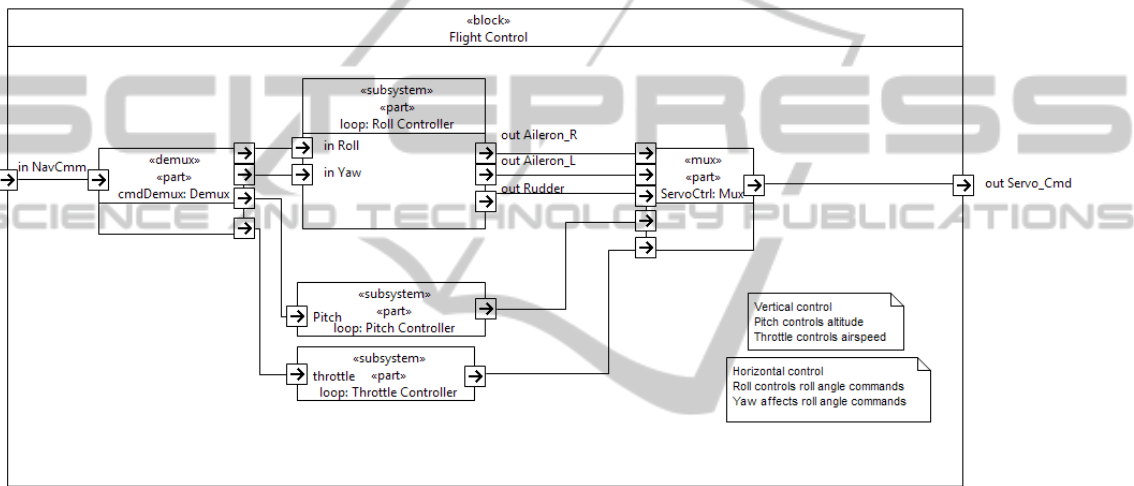 «block»
Flight Control
SCITEPRESS
SCIENCE AND TECHNOLOGY PUBLICATIONS
«subsystem»
«part»
loop: Roll Controller
in Roll
in Yaw
out Aileron_R
out Aileron_L
out Rudder
in NavCmm
«demux»
«part»
cmdDemux: Demux
«mux»
«part»
ServoCtrl: Mux
out Servo_Cmd
«subsystem»
«part»
Pitch
loop: Pitch Controller
«subsystem»
throttle «part»
loop: Throttle Controller
Vertical control
Pitch controls altitude
Throttle controls airspeed
Horizontal control
Roll controls roll angle commands
Yaw affects roll angle commands